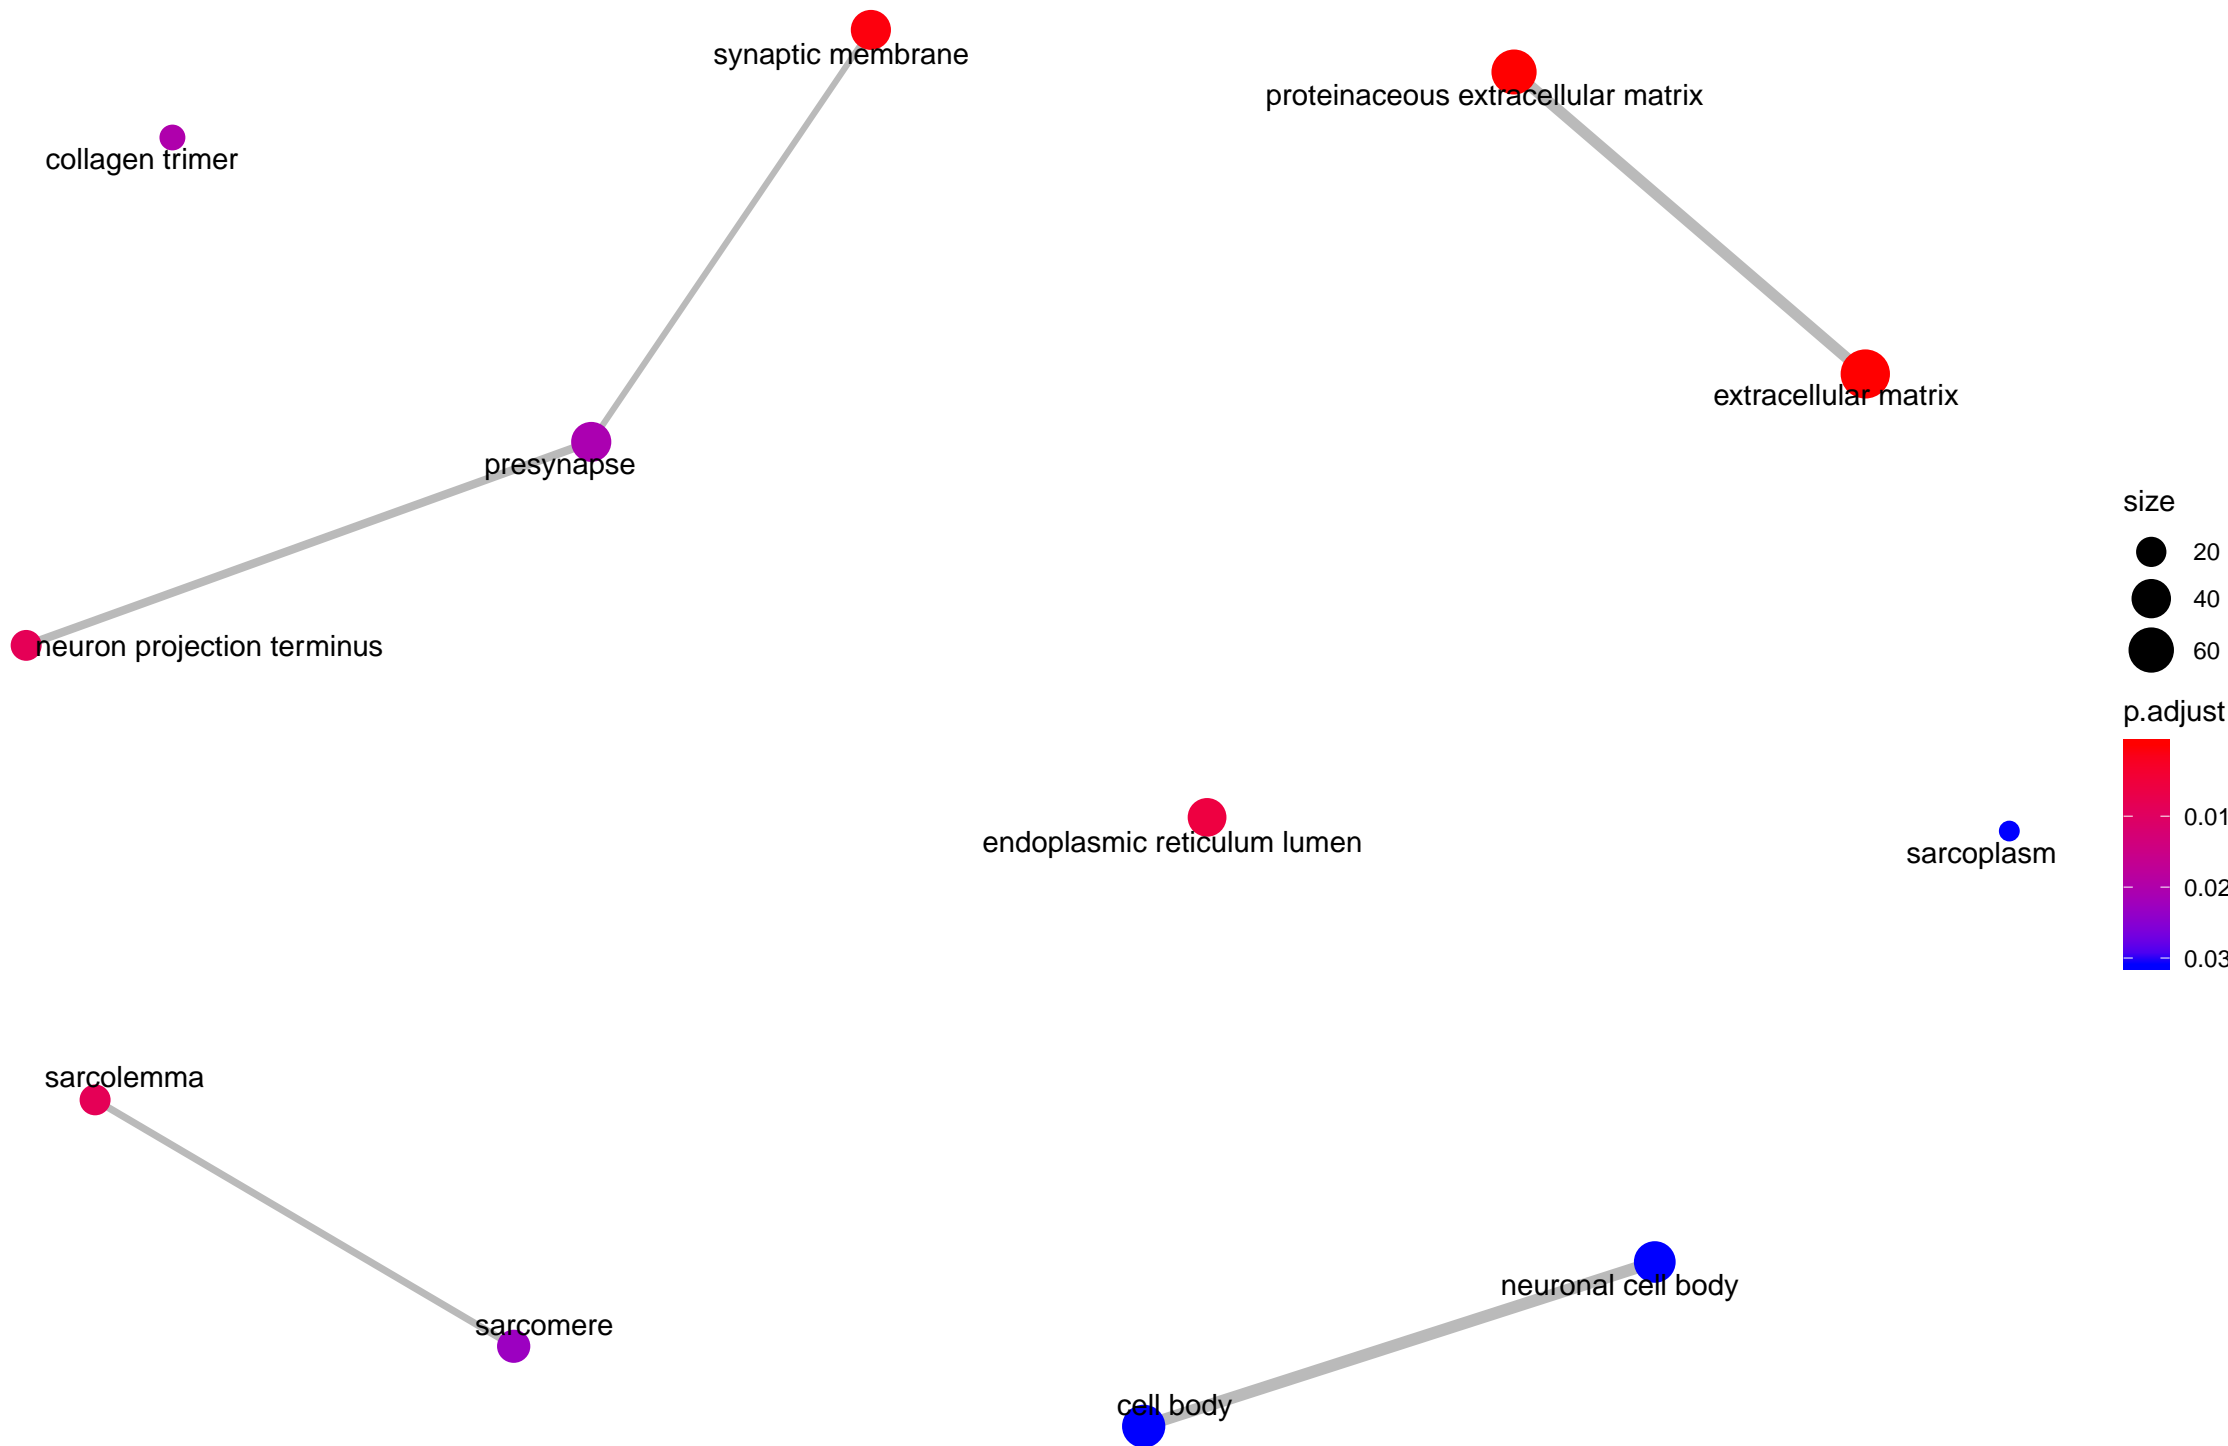 synaptic membrane
proteinaceous extracellular matrix
collagen trimer
extracellular matrix
presynapse
neuron projection terminus
endoplasmic reticulum lumen
sarcoplasm
sarcolemma
sarcomere
neuronal cell body
cell body
size
20
40
60
p.adjust
0.01
0.02
0.03